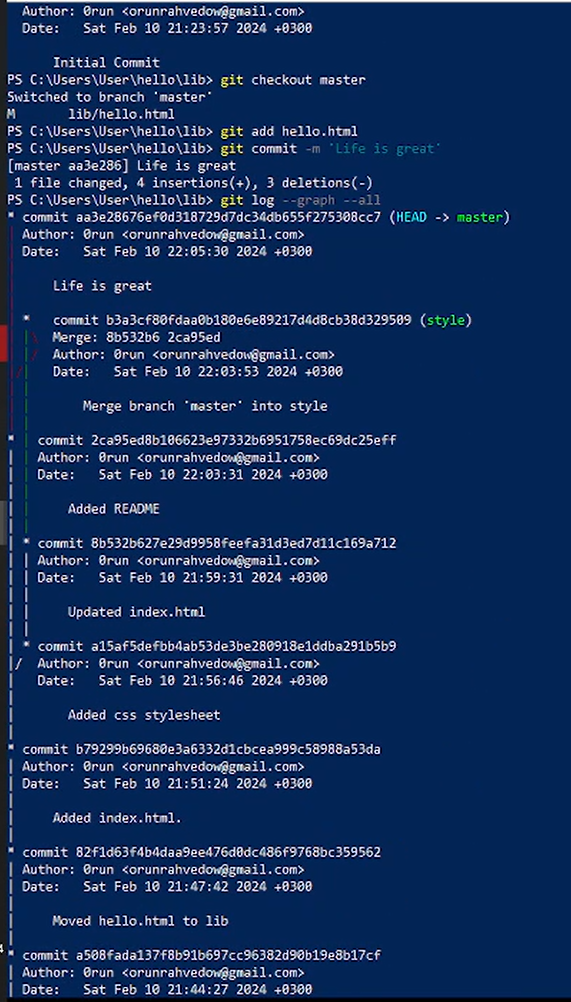 Author: 0run <orunrahvedow@gmail.com>
Date:   Sat Feb 10 21:23:57 2024 +0300
Initial Commit
PS C:\Users\User\hello\lib> git checkout master
Switched to branch 'master'
M       lib/hello.html
PS C:\Users\User\hello\lib> git add hello.html
PS C:\Users\User\hello\lib> git commit -m 'Life is great'
[master aa3e286] Life is great
1 file changed, 4 insertions(+), 3 deletions(-)
PS C:\Users\User\hello\lib> git log --graph --all
* commit aa3e28676ef0d318729d7dc34db655f275308cc7 (HEAD -> master)
| Author: 0run <orunrahvedow@gmail.com>
| Date:   Sat Feb 10 22:05:30 2024 +0300
|
|     Life is great
|
| *   commit b3a3cf80fdaa0b180e6e89217d4d8cb38d329509 (style)
| |\  Merge: 8b532b6 2ca95ed
| |/  Author: 0run <orunrahvedow@gmail.com>
|/|   Date:   Sat Feb 10 22:03:53 2024 +0300
| |
| |       Merge branch 'master' into style
| |
* | commit 2ca95ed8b106623e97332b6951758ec69dc25eff
| | Author: 0run <orunrahvedow@gmail.com>
| | Date:   Sat Feb 10 22:03:31 2024 +0300
| |
| |     Added README
| |
| * commit 8b532b627e29d9958feefa31d3ed7d11c169a712
| | Author: 0run <orunrahvedow@gmail.com>
| | Date:   Sat Feb 10 21:59:31 2024 +0300
| |
| |     Updated index.html
| |
| * commit a15af5defbb4ab53de3be280918e1ddba291b5b9
|/  Author: 0run <orunrahvedow@gmail.com>
|   Date:   Sat Feb 10 21:56:46 2024 +0300
|
|       Added css stylesheet
|
* commit b79299b69680e3a6332d1cbcea999c58988a53da
| Author: 0run <orunrahvedow@gmail.com>
| Date:   Sat Feb 10 21:51:24 2024 +0300
|
|     Added index.html.
|
* commit 82f1d63f4b4daa9ee476d0dc486f9768bc359562
| Author: 0run <orunrahvedow@gmail.com>
| Date:   Sat Feb 10 21:47:42 2024 +0300
|
|     Moved hello.html to lib
|
* commit a508fada137f8b91b697cc96382d90b19e8b17cf
| Author: 0run <orunrahvedow@gmail.com>
| Date:   Sat Feb 10 21:44:27 2024 +0300